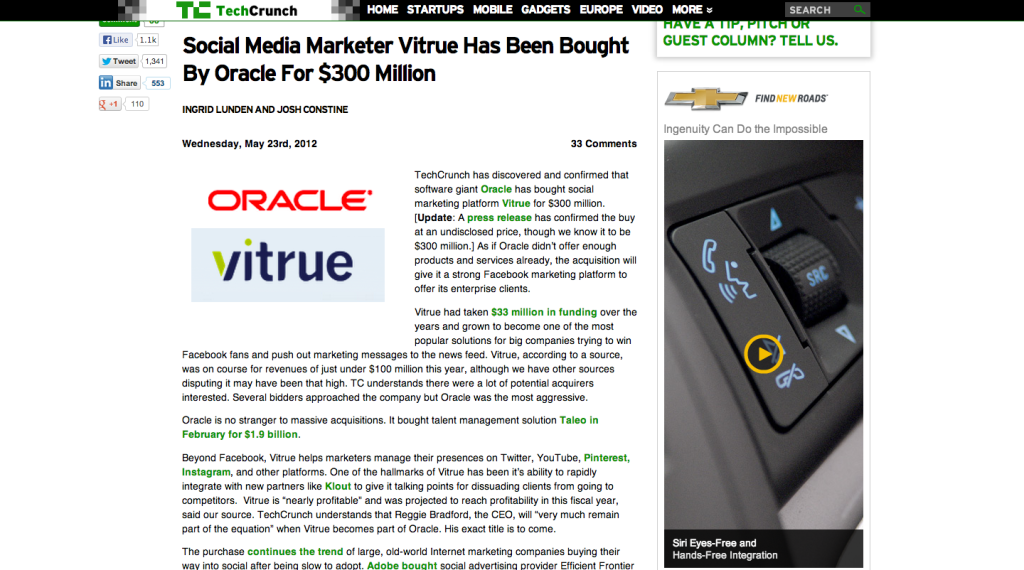 TC TechCrunch
HOME STARTUPS MOBILE GADGETS EUROPE VIDEO MORE
SEARCH
Like 1.1k
Tweet 1,341
in Share 553
g +1 110
Social Media Marketer Vitrue Has Been Bought
By Oracle For $300 Million
INGRID LUNDEN AND JOSH CONSTINE
Wednesday, May 23rd, 2012
33 Comments
ORACLE
vitrue
TechCrunch has discovered and confirmed that
software giant Oracle has bought social
marketing platform Vitrue for $300 million.
[Update: A press release has confirmed the buy
at an undisclosed price, though we know it to be
$300 million.] As if Oracle didn't offer enough
products and services already, the acquisition will
give it a strong Facebook marketing platform to
offer its enterprise clients.
Vitrue had taken $33 million in funding over the
years and grown to become one of the most
popular solutions for big companies trying to win
Facebook fans and push out marketing messages to the news feed. Vitrue, according to a source,
was on course for revenues of just under $100 million this year, although we have other sources
disputing it may have been that high. TC understands there were a lot of potential acquirers
interested. Several bidders approached the company but Oracle was the most aggressive.
Oracle is no stranger to massive acquisitions. It bought talent management solution Taleo in
February for $1.9 billion.
Beyond Facebook, Vitrue helps marketers manage their presences on Twitter, YouTube, Pinterest,
Instagram, and other platforms. One of the hallmarks of Vitrue has been it's ability to rapidly
integrate with new partners like Klout to give it talking points for dissuading clients from going to
competitors. Vitrue is "nearly profitable" and was projected to reach profitability in this fiscal year,
said our source. TechCrunch understands that Reggie Bradford, the CEO, will "very much remain
part of the equation" when Vitrue becomes part of Oracle. His exact title is to come.
The purchase continues the trend of large, old-world Internet marketing companies buying their
way into social after being slow to adopt. Adobe bought social advertising provider Efficient Frontier
HAVE A TIP, PITCH OR
GUEST COLUMN? TELL US.
FIND NEW ROADS
Ingenuity Can Do the Impossible
SRC
Siri Eyes-Free and
Hands-Free Integration